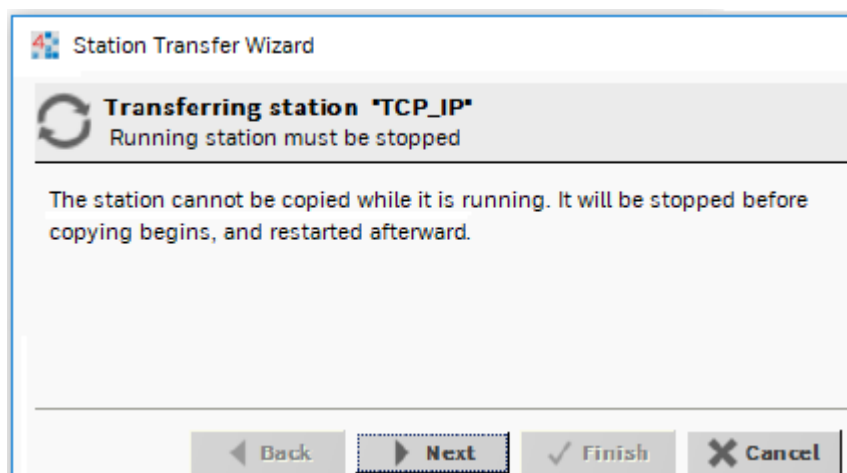 Station Transfer Wizard
Transferring station "TCP_IP"
Running station must be stopped
The station cannot be copied while it is running. It will be stopped before
copying begins, and restarted afterward.
Back Next Finish Cancel